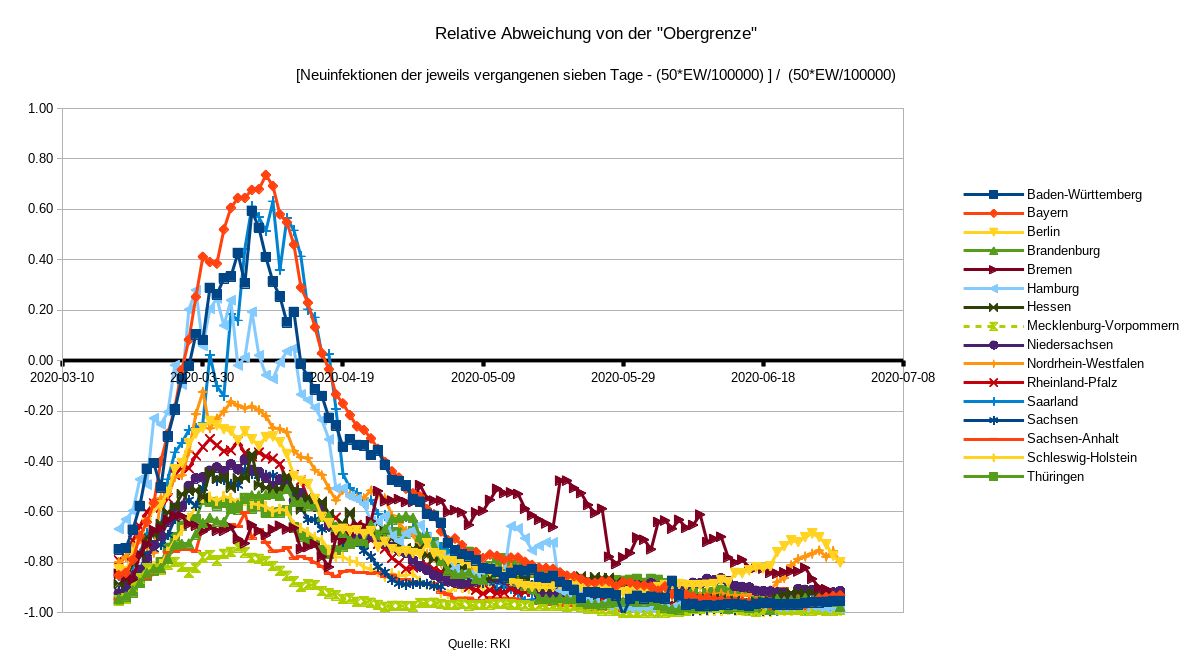 Relative Abweichung von der "Obergrenze"
[Neuinfektionen der jeweils vergangenen sieben Tage - (50*EW/100000) ] / (50*EW/100000)
1.00
0.80
0.60
0.40
0.20
0.00
-0.20
-0.40
-0.60
-0.80
-1.00
2020-03-10 2020-03-30 2020-04-19 2020-05-09 2020-05-29 2020-06-18 2020-07-08
Baden-Württemberg
Bayern
Berlin
Brandenburg
Bremen
Hamburg
Hessen
Mecklenburg-Vorpommern
Niedersachsen
Nordrhein-Westfalen
Rheinland-Pfalz
Saarland
Sachsen
Sachsen-Anhalt
Schleswig-Holstein
Thüringen
Quelle: RKI